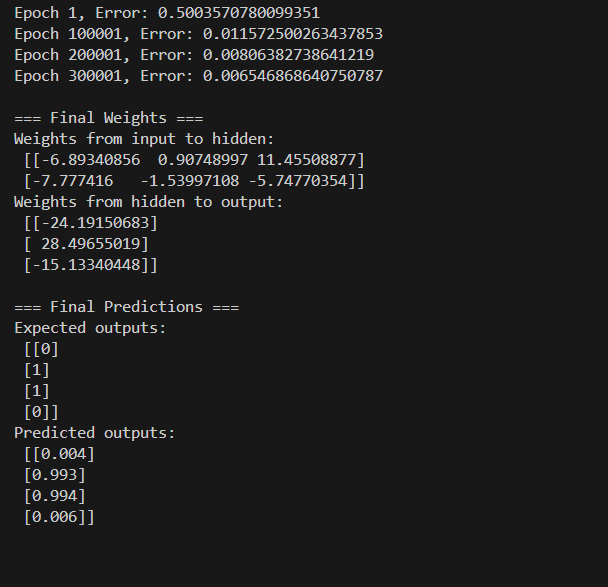 Epoch 1, Error: 0.5003570780099351
Epoch 100001, Error: 0.011572500263437853
Epoch 200001, Error: 0.00806382738641219
Epoch 300001, Error: 0.006546868640750787

=== Final Weights ===
Weights from input to hidden:
 [[-6.89340856  0.90748997 11.45508877]
 [-7.777416   -1.53997108 -5.74770354]]
Weights from hidden to output:
 [[-24.19150683]
 [ 28.49655019]
 [-15.13340448]]

=== Final Predictions ===
Expected outputs:
 [[0]
 [1]
 [1]
 [0]]
Predicted outputs:
 [[0.004]
 [0.993]
 [0.994]
 [0.006]]